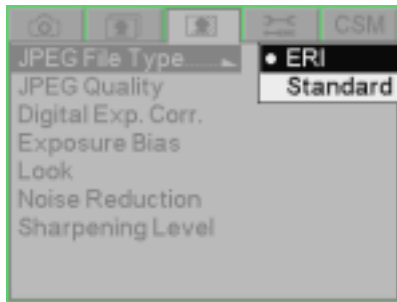 CSM
JPEG File Type..... ERI
JPEG Quality Standard
Digital Exp. Corr.
Exposure Bias
Look
Noise Reduction
Sharpening Level